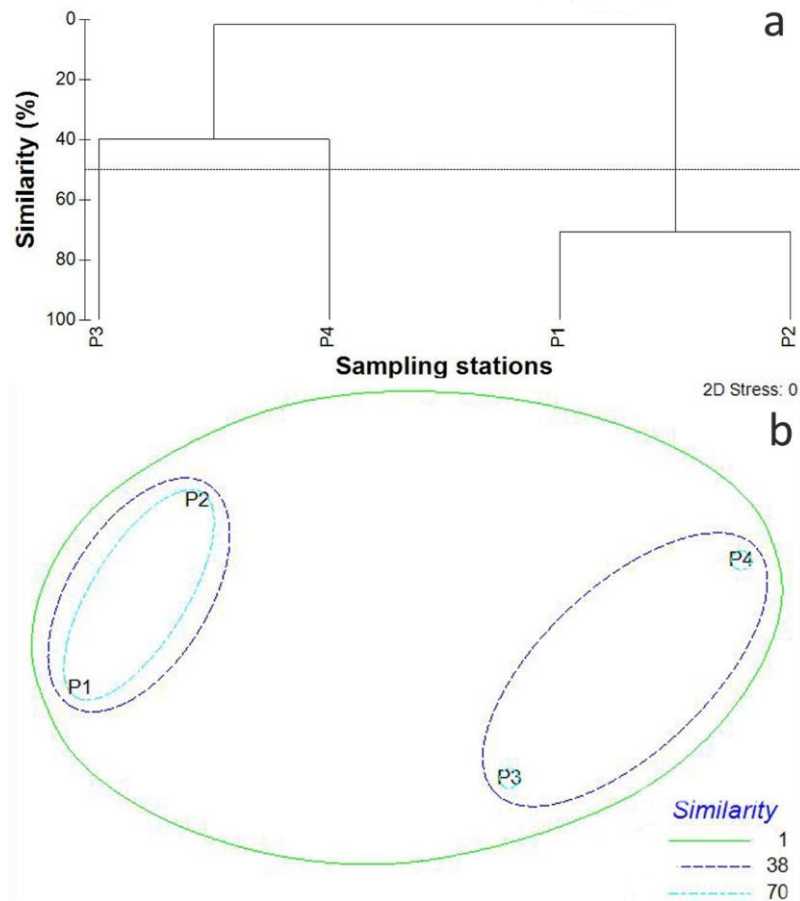 a
0
20
40
60
80
100
Similarity (%)
P3
P4
P1
P2
Sampling stations
2D Stress: 0
b
P2
P4
P1
P3
Similarity
1
38
70